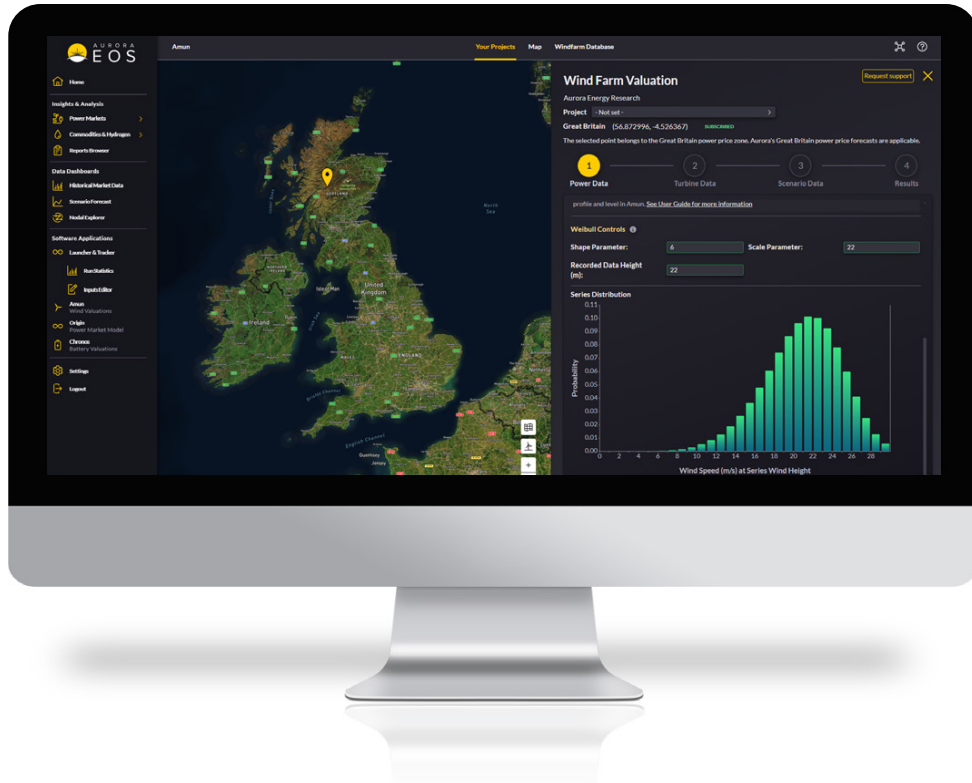 AURORA
EOS
Home
Insights & Analysis
Power Markets
Commodities & Hydrogen
Reports Browser
Data Dashboards
Historical Market Data
Scenario Forecast
Nodal Explorer
Software Applications
Launcher & Tracker
Run Statistics
Inputs Editor
Amun
Wind Valuations
Origin
Power Market Model
Chronos
Battery Valuations
Settings
Logout
Amun
Your Projects Map Windfarm Database
SCOTLAND
North
Sea
NORTHERN
IRELAND
Isle of Man
United
Kingdom
Ireland
WALES
ENGLAND
Bristol Channel
English Channel
Guernsey
Jersey
Wind Farm Valuation
Request support
Aurora Energy Research
Project - Not set -
Great Britain (56.872996, -4.526367) SUBSCRIBED
The selected point belongs to the Great Britain power price zone. Aurora's Great Britain power price forecasts are applicable.
1 2 3 4
Power Data Turbine Data Scenario Data Results
profile and level in Amun. See User Guide for more information
Weibull Controls
Shape Parameter: 6 Scale Parameter: 22
Recorded Data Height
(m): 22
Series Distribution
Probability
0.11
0.10
0.09
0.08
0.07
0.06
0.05
0.04
0.03
0.02
0.01
0.00
0 2 4 6 8 10 12 14 16 18 20 22 24 26 28
Wind Speed (m/s) at Series Wind Height